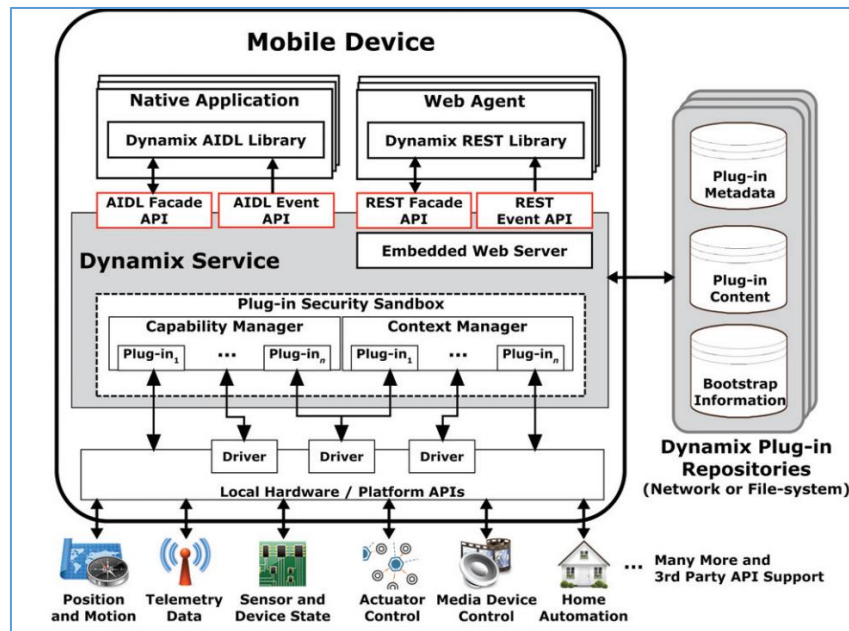 Mobile Device
Native Application
Dynamix AIDL Library
Web Agent
Dynamix REST Library
AIDL Facade
API
AIDL Event
API
REST Facade
API
REST
Event API
Embedded Web Server
Dynamix Service
Plug-in Security Sandbox
Capability Manager
Plug-in1
...
Plug-inn
Context Manager
Plug-in1
...
Plug-inn
Driver
Driver
Driver
Local Hardware / Platform APIs
Position
and Motion
Telemetry
Data
Sensor and
Device State
Actuator
Control
Media Device
Control
Home
Automation
... Many More and
3rd Party API Support
Plug-in
Metadata
Plug-in
Content
Bootstrap
Information
Dynamix Plug-in
Repositories
(Network or File-system)